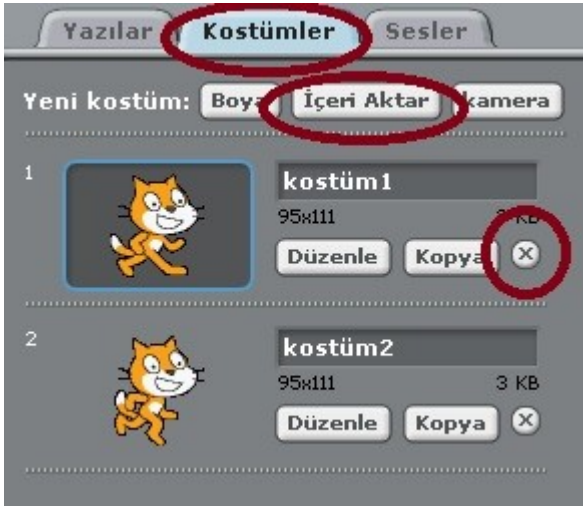 Yazılar Kostümler Sesler
Yeni kostüm: Boya İçeri Aktar kamera
1
kostüm1
95x111 3 KB
Düzenle Kopya X
2
kostüm2
95x111 3 KB
Düzenle Kopya X